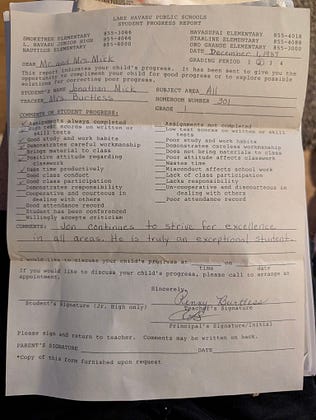 LAKE HAVASU PUBLIC SCHOOLS
STUDENT PROGRESS REPORT
SMOKETREE ELEMENTARY 855-3066 HAVASUPAI ELEMENTARY 855-4018
L. HAVASU JUNIOR HIGH 855-6066 STARLINE ELEMENTARY 855-6088
NAUTILUS ELEMENTARY ORO GRANDE ELEMENTARY 855-3000
DATE December
GRADING PERIOD 1 2 3 4
DEAR Mr. and Mrs. Mick
This report indicates your child's progress. It has been sent to give you the
opportunity to compliment your child for good progress or to explore possible
solutions for correcting poor progress.
STUDENT'S NAME Jonathan Mick SUBJECT AREA All
TEACHER Mrs. Burtless HOMEROOM NUMBER 301
GRADE 1
COMMENTS OR STUDENT PROGRESS:
Assignments always completed Assignments not completed
High test scores on written or skill tests Low test scores on written or skill tests
Good study and work habits Poor study and work habits
Demonstrates careful workmanship Demonstrates careless workmanship
Brings material to class Does not bring materials to class
Positive attitude regarding classwork Poor attitude affects classwork
Uses time productively Wastes time
Good class conduct Misconduct affects school work
Good class participation Lack of class participation
Demonstrates responsibility Lacks responsibility
Cooperative and courteous in dealing with others Un-cooperative and discourteous in dealing with others
Good attendance record Poor attendance record
Student has been conferenced
Willingly accepts criticism
COMMENTS: Jon continues to strive for excellence
in all areas. He is truly an exceptional student.
I would like to discuss your child's progress at on
time date
If you would like to discuss your child's progress, please call to arrange an
appointment.
Sincerely,
Penny Burtless
Student's Signature (Jr. High only) Teacher's Signature
Principal's Signature/Initial
Please sign and return to teacher. Comments may be written on back.
PARENT'S SIGNATURE DATE
*Copy of this form furnished upon request